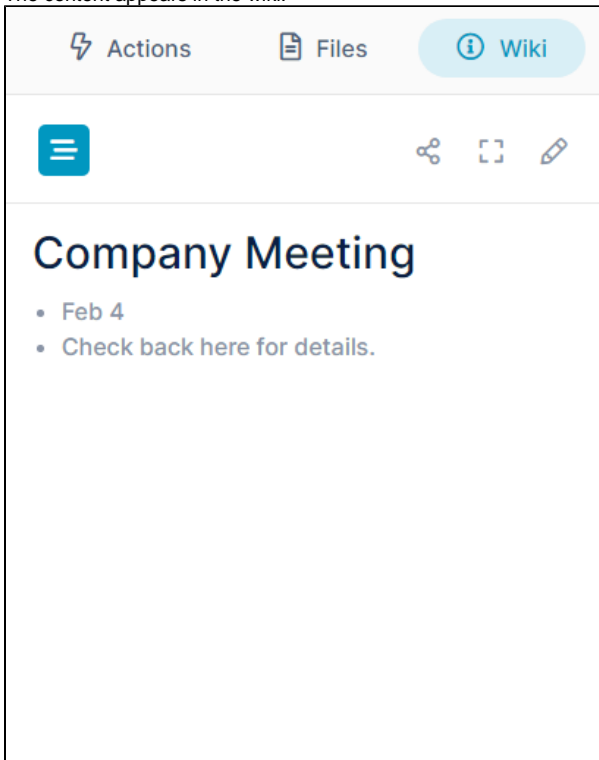 The content appears in the wiki.
Actions Files Wiki
Company Meeting
• Feb 4
• Check back here for details.